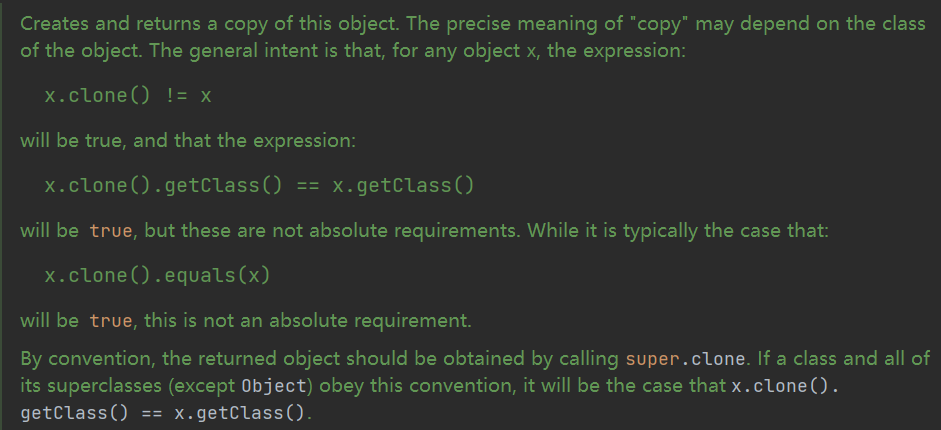 Creates and returns a copy of this object. The precise meaning of "copy" may depend on the class
of the object. The general intent is that, for any object x, the expression:
x.clone() != x
will be true, and that the expression:
x.clone().getClass() == x.getClass()
will be true, but these are not absolute requirements. While it is typically the case that:
x.clone().equals(x)
will be true, this is not an absolute requirement.
By convention, the returned object should be obtained by calling super.clone. If a class and all of
its superclasses (except Object) obey this convention, it will be the case that x.clone().
getClass() == x.getClass().